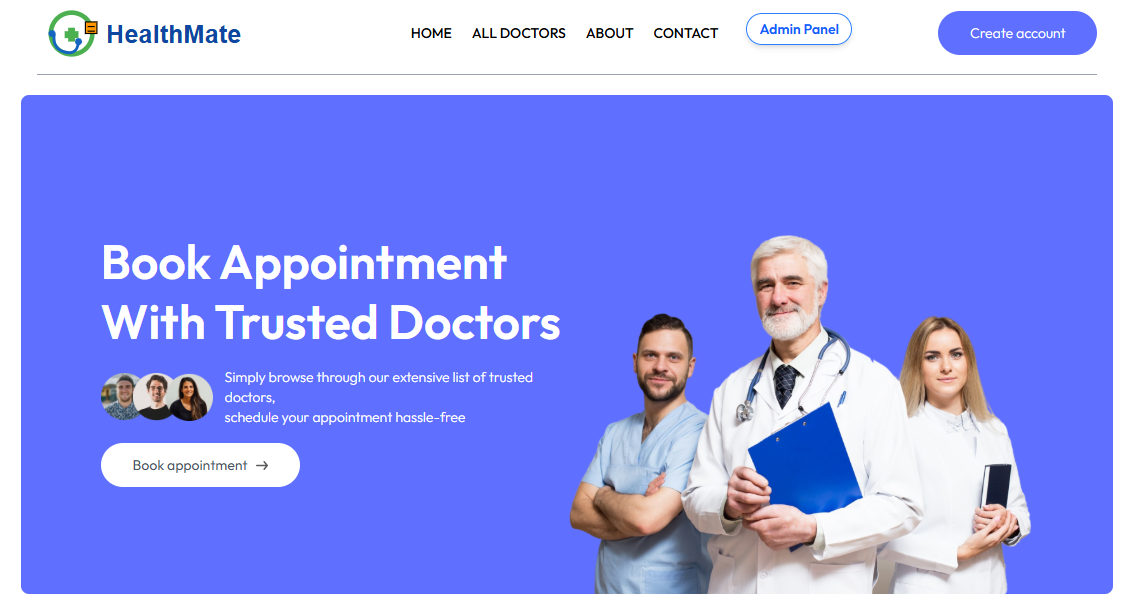 HealthMate
HOME
ALL DOCTORS
ABOUT
CONTACT
Admin Panel
Create account
Book Appointment
With Trusted Doctors
Simply browse through our extensive list of trusted
doctors,
schedule your appointment hassle-free
Book appointment →